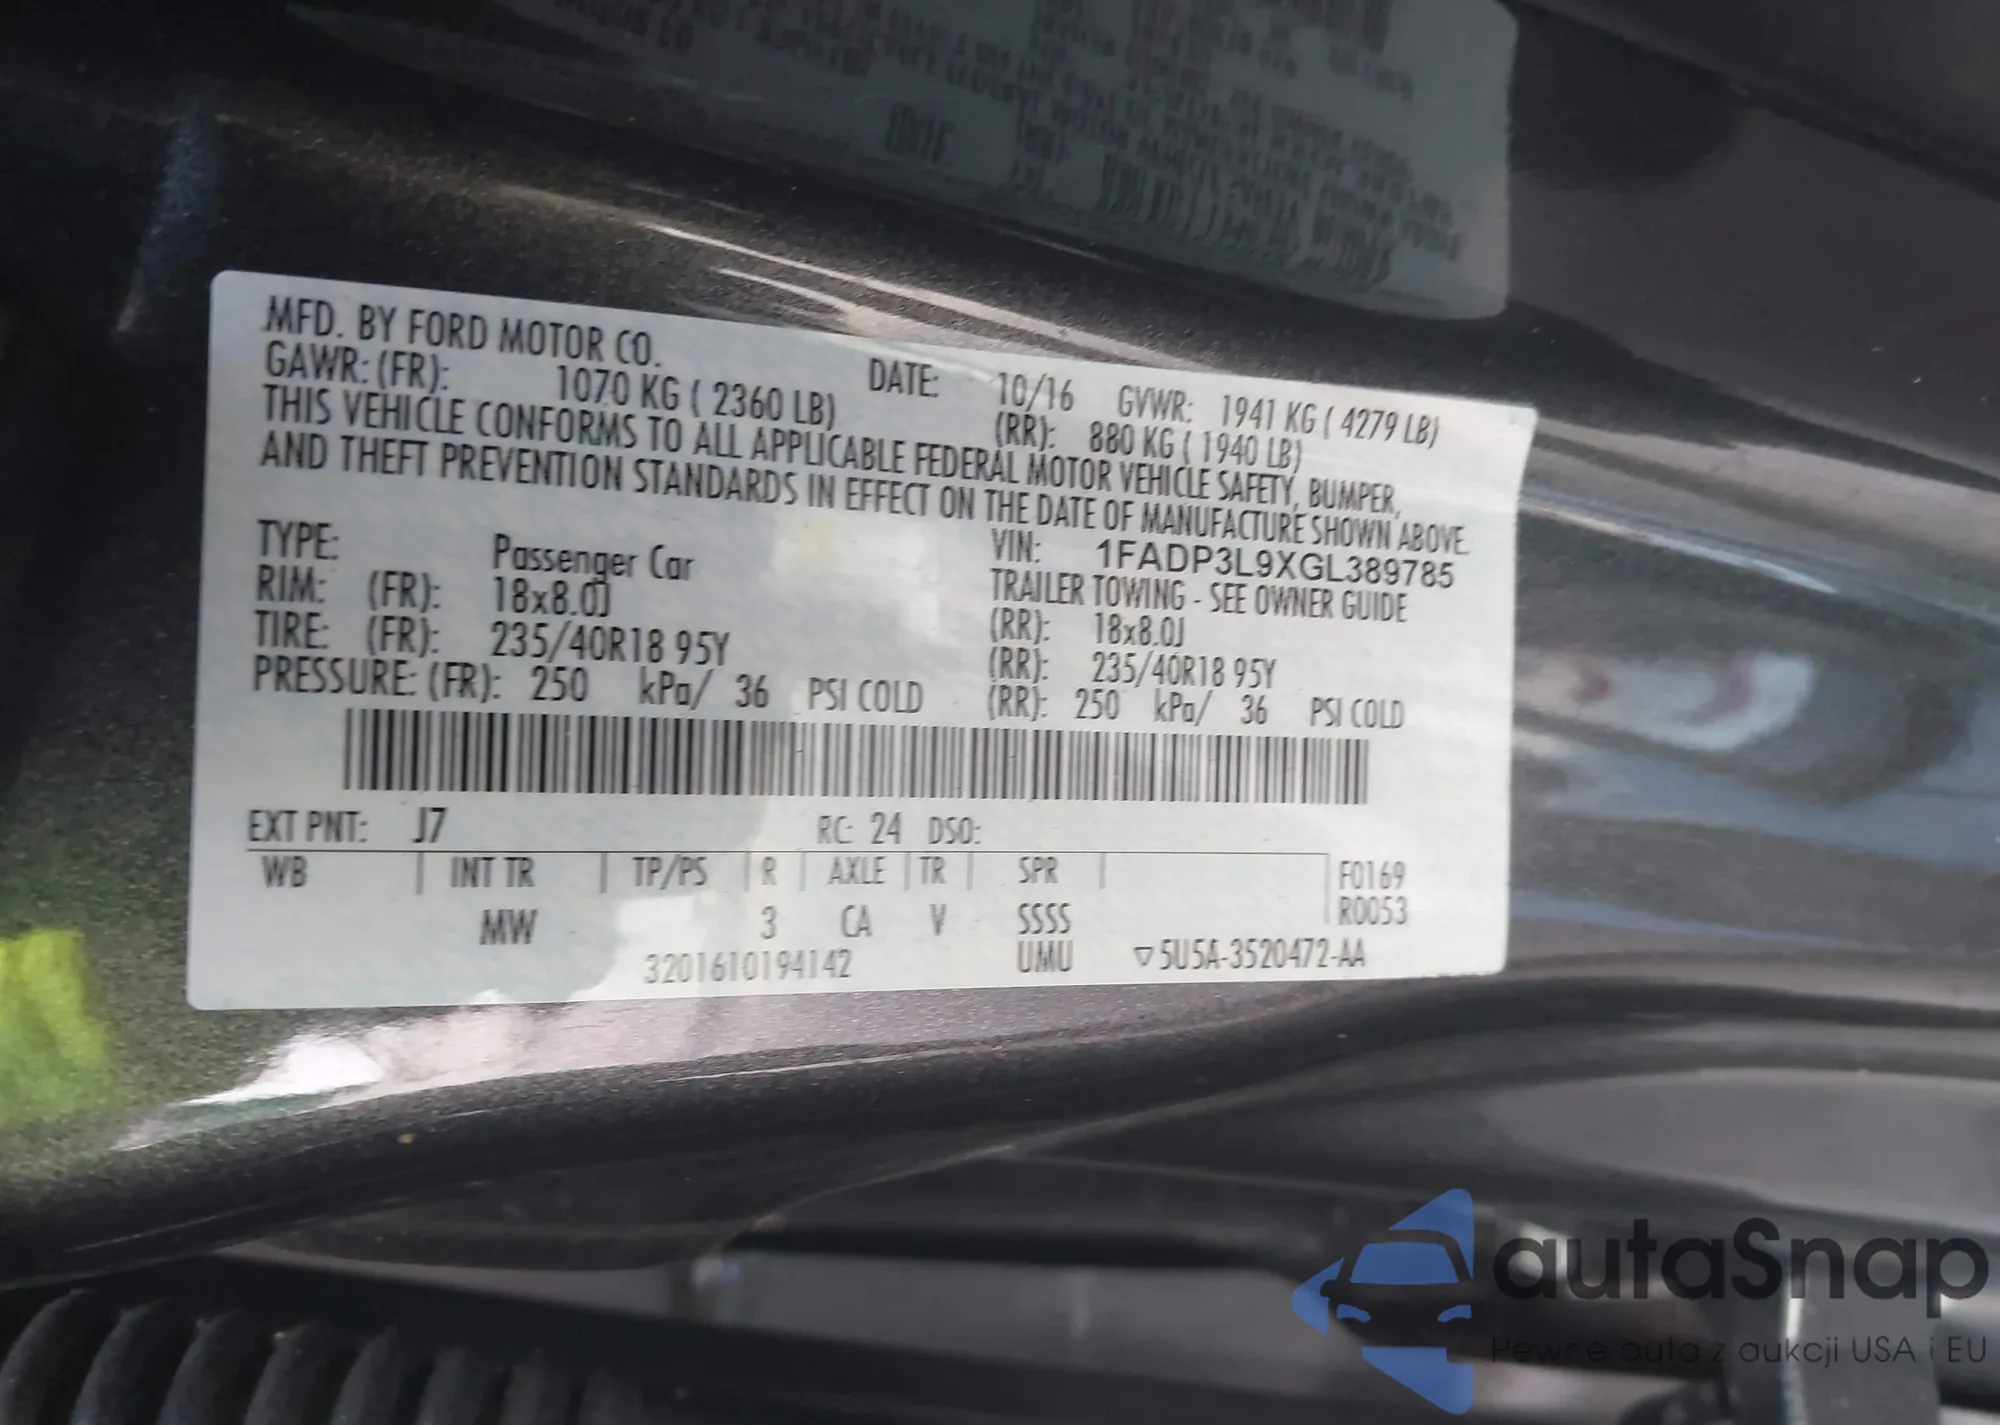 MFD. BY FORD MOTOR CO.
DATE: 10/16 GVWR: 1941 KG ( 4279 LB)
GAWR: (FR): 1070 KG ( 2360 LB) (RR): 880 KG ( 1940 LB)
THIS VEHICLE CONFORMS TO ALL APPLICABLE FEDERAL MOTOR VEHICLE SAFETY, BUMPER,
AND THEFT PREVENTION STANDARDS IN EFFECT ON THE DATE OF MANUFACTURE SHOWN ABOVE.
TYPE: Passenger Car VIN: 1FADP3L9XGL389785
TRAILER TOWING - SEE OWNER GUIDE
RIM: (FR): 18x8.0J (RR): 18x8.0J
TIRE: (FR): 235/40R18 95Y (RR): 235/40R18 95Y
PRESSURE: (FR): 250 kPa/ 36 PSI COLD (RR): 250 kPa/ 36 PSI COLD
EXT PNT: J7 RC: 24 DSO:
WB INT TR TP/PS R AXLE TR SPR F0169
R0053
MW 3 CA V SSSS
3201610194142 UMU ▽5U5A-3520472-AA
autaSnap
Pewne auta z aukcji USA i EU